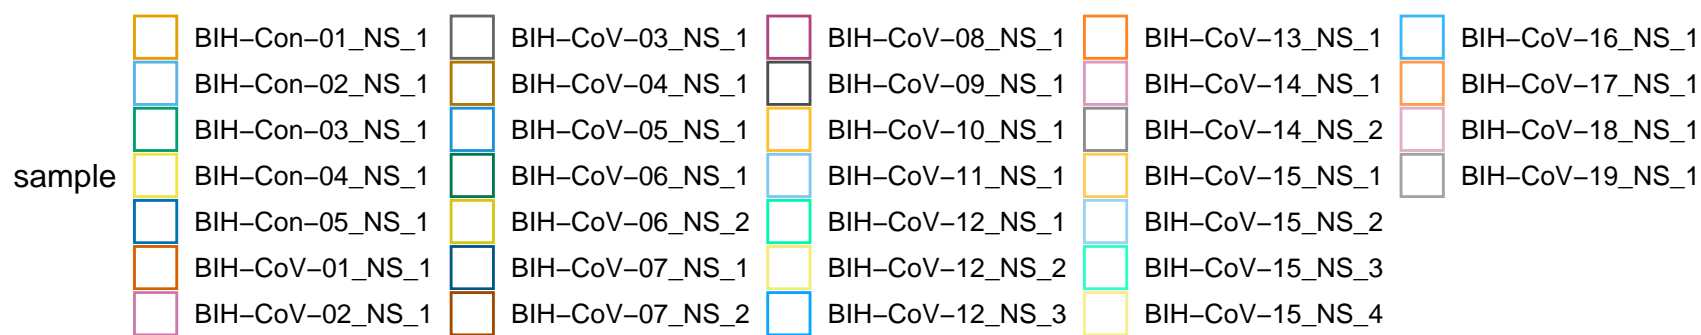 BIH−Con−01_NS_1 BIH−CoV−03_NS_1 BIH−CoV−08_NS_1 BIH−CoV−13_NS_1 BIH−CoV−16_NS_1
BIH−Con−02_NS_1 BIH−CoV−04_NS_1 BIH−CoV−09_NS_1 BIH−CoV−14_NS_1 BIH−CoV−17_NS_1
BIH−Con−03_NS_1 BIH−CoV−05_NS_1 BIH−CoV−10_NS_1 BIH−CoV−14_NS_2 BIH−CoV−18_NS_1
sample BIH−Con−04_NS_1 BIH−CoV−06_NS_1 BIH−CoV−11_NS_1 BIH−CoV−15_NS_1 BIH−CoV−19_NS_1
BIH−Con−05_NS_1 BIH−CoV−06_NS_2 BIH−CoV−12_NS_1 BIH−CoV−15_NS_2
BIH−CoV−01_NS_1 BIH−CoV−07_NS_1 BIH−CoV−12_NS_2 BIH−CoV−15_NS_3
BIH−CoV−02_NS_1 BIH−CoV−07_NS_2 BIH−CoV−12_NS_3 BIH−CoV−15_NS_4